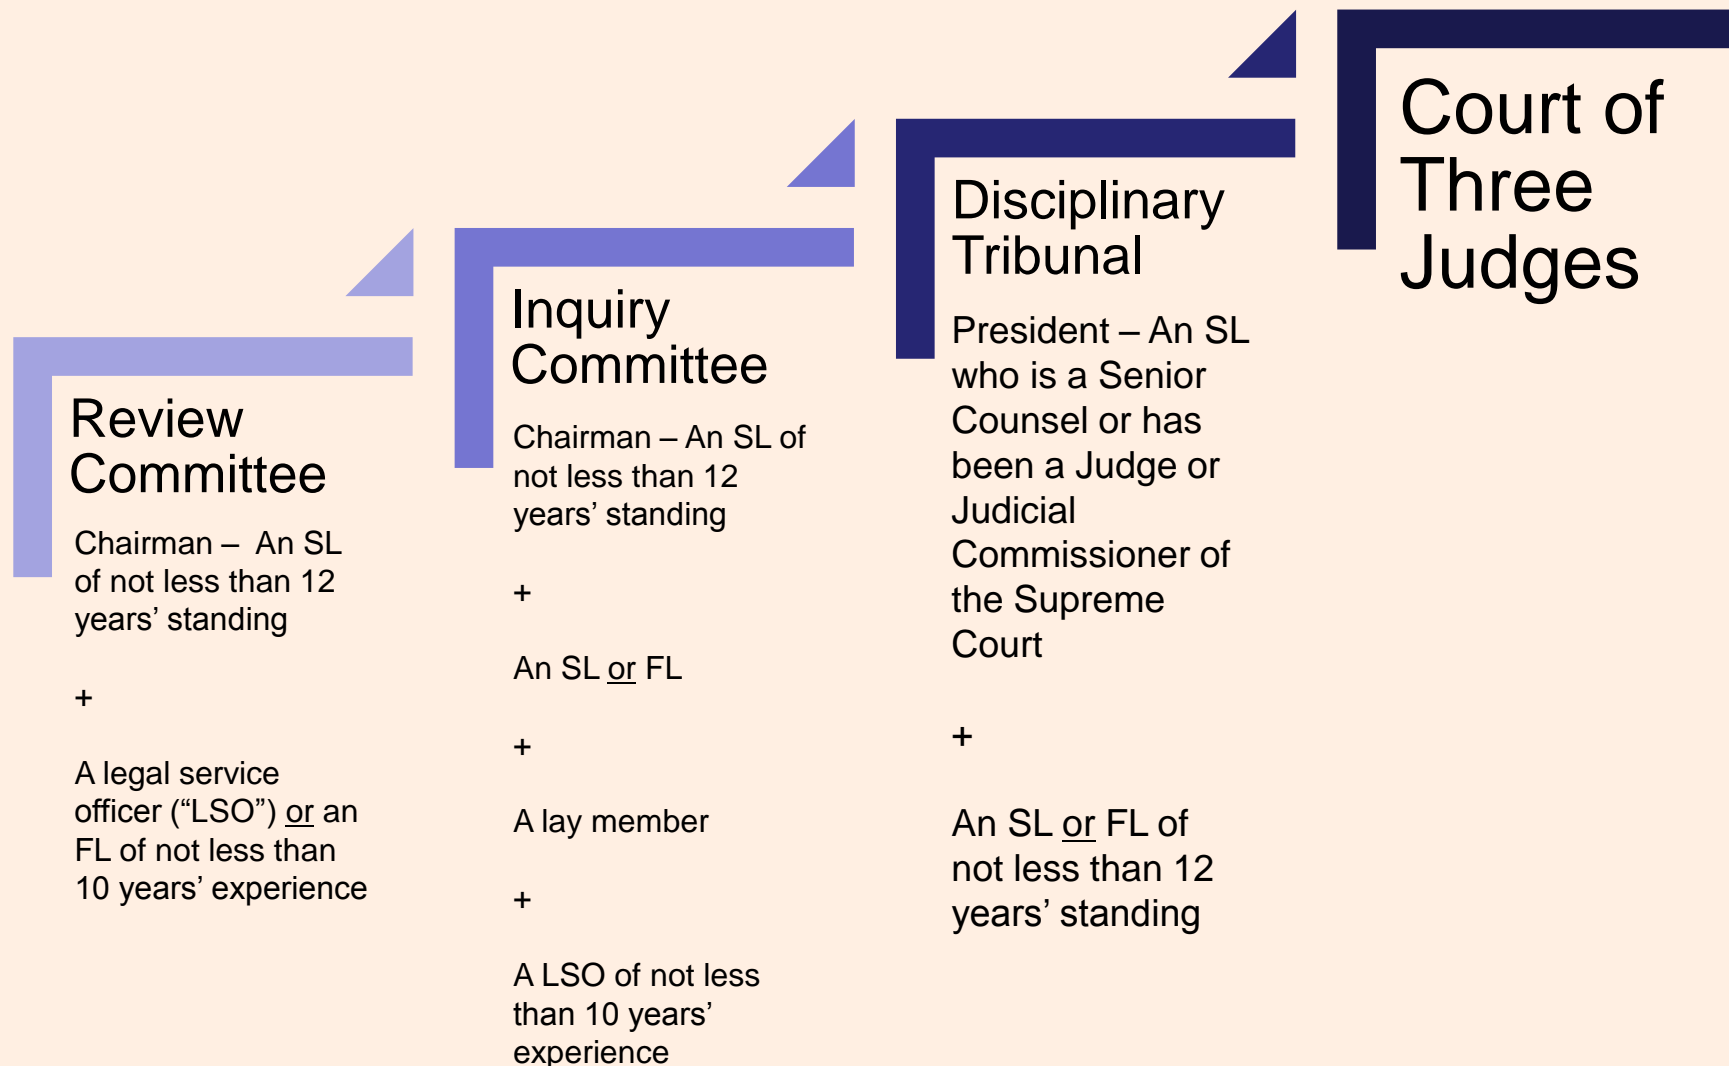 Review
Committee
Chairman – An SL
of not less than 12
years’ standing
+
A legal service
officer (“LSO”) or an
FL of not less than
10 years’ experience
Inquiry
Committee
Chairman – An SL of
not less than 12
years’ standing
+
An SL or FL
+
A lay member
+
A LSO of not less
than 10 years’
experience
Disciplinary
Tribunal
President – An SL
who is a Senior
Counsel or has
been a Judge or
Judicial
Commissioner of
the Supreme
Court
+
An SL or FL of
not less than 12
years’ standing
Court of
Three
Judges